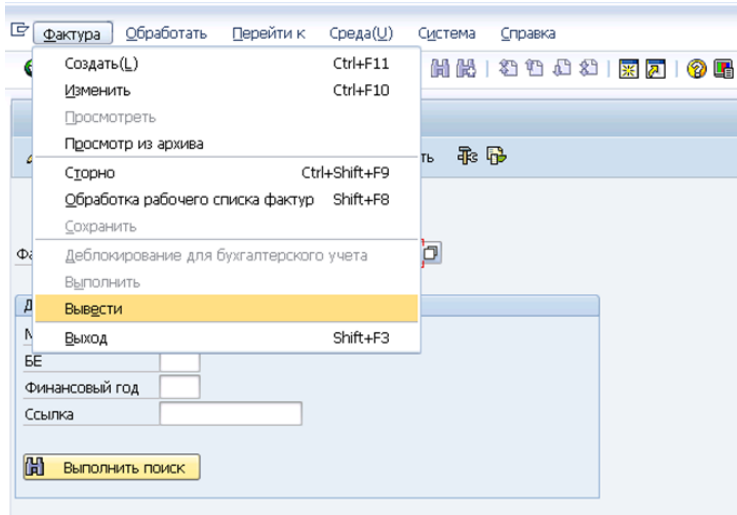 Фактура Обработать Перейти к Среда(U) Система Справка
Создать(L) Ctrl+F11
Изменить Ctrl+F10
Просмотреть
Просмотр из архива
Сторно Ctrl+Shift+F9
Обработка рабочего списка фактур Shift+F8
Сохранить
Деблокирование для бухгалтерского учета
Выполнить
Вывести
Выход Shift+F3
БЕ
Финансовый год
Ссылка
Выполнить поиск